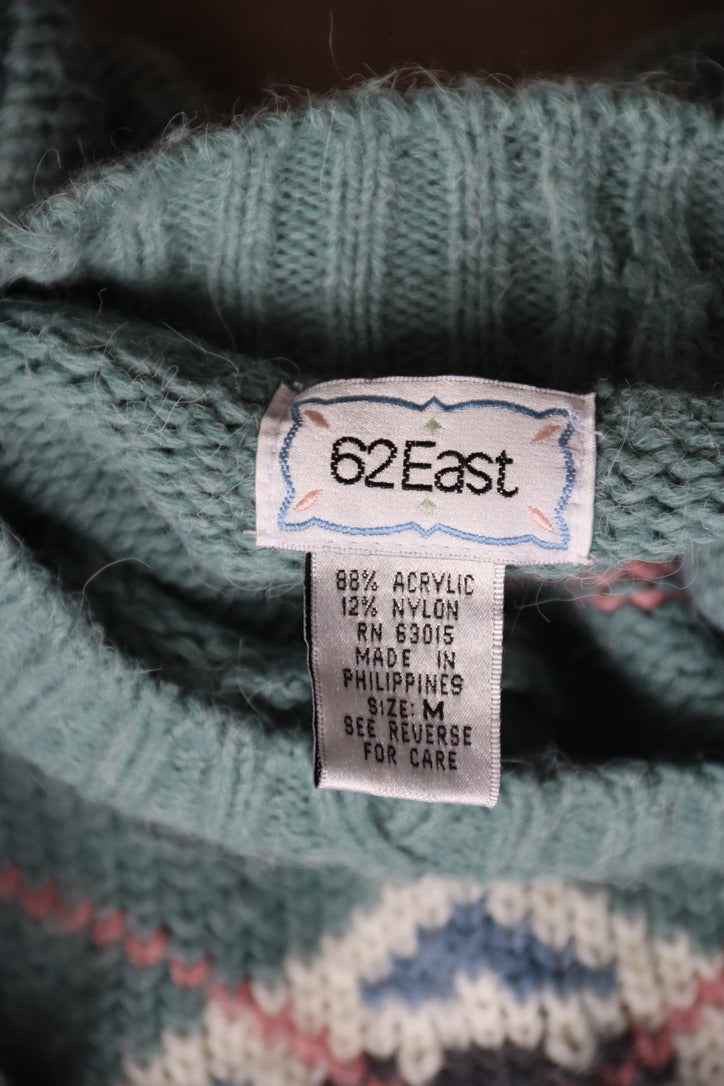 62East
88% ACRYLIC
12% NYLON
RN 63015
MADE IN
PHILIPPINES
SIZE: M
SEE REVERSE
FOR CARE